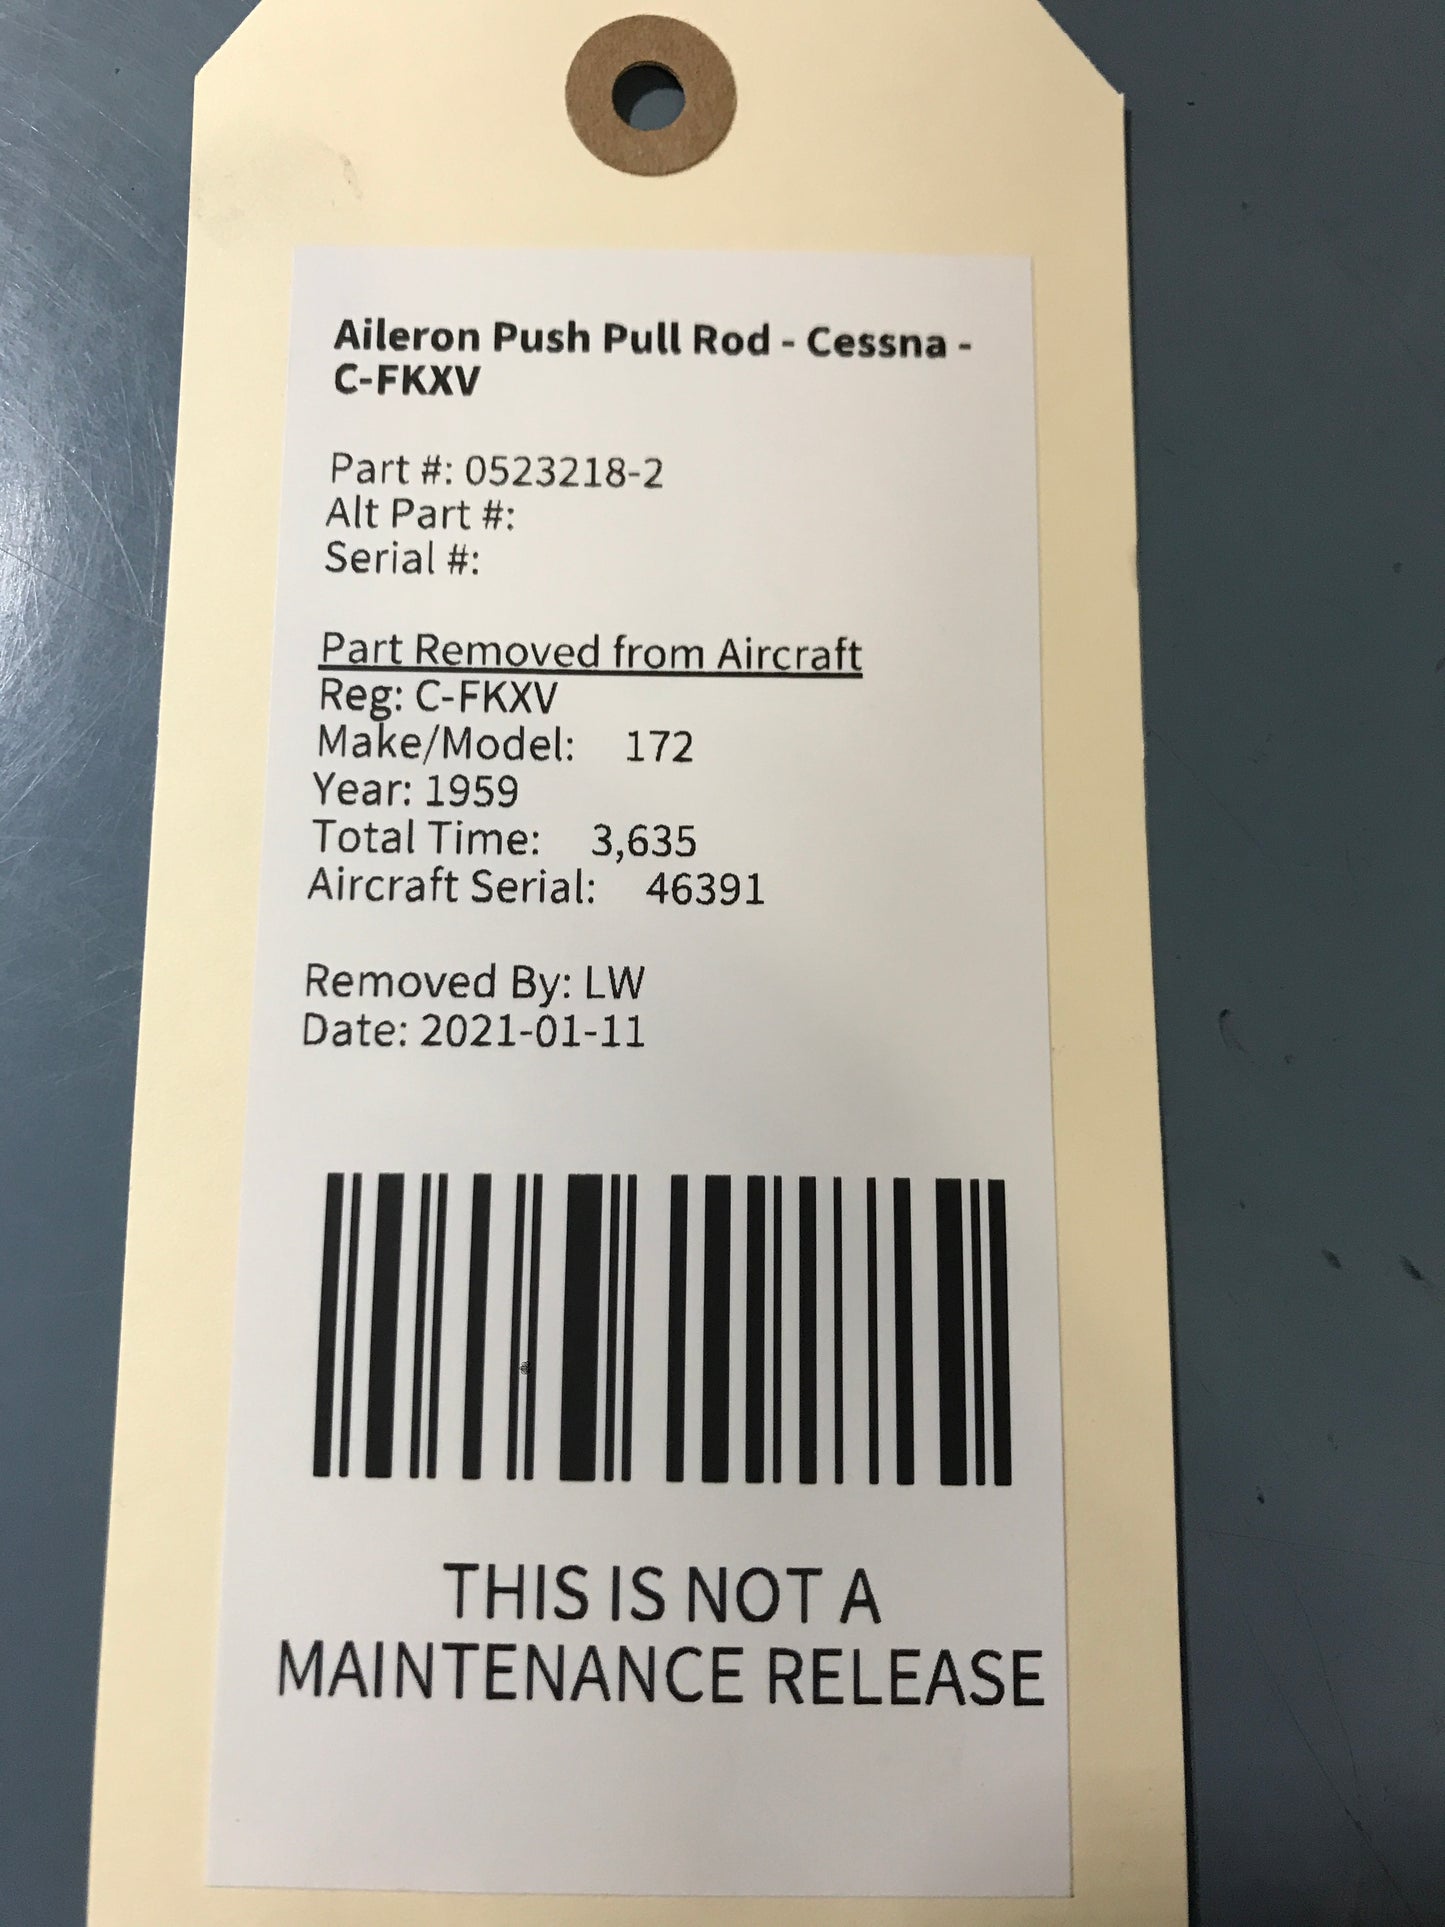 Aileron Push Pull Rod - Cessna -
C-FKXV
Part #: 0523218-2
Alt Part #:
Serial #:
Part Removed from Aircraft
Reg: C-FKXV
Make/Model: 172
Year: 1959
Total Time: 3,635
Aircraft Serial: 46391
Removed By: LW
Date: 2021-01-11
THIS IS NOT A
MAINTENANCE RELEASE